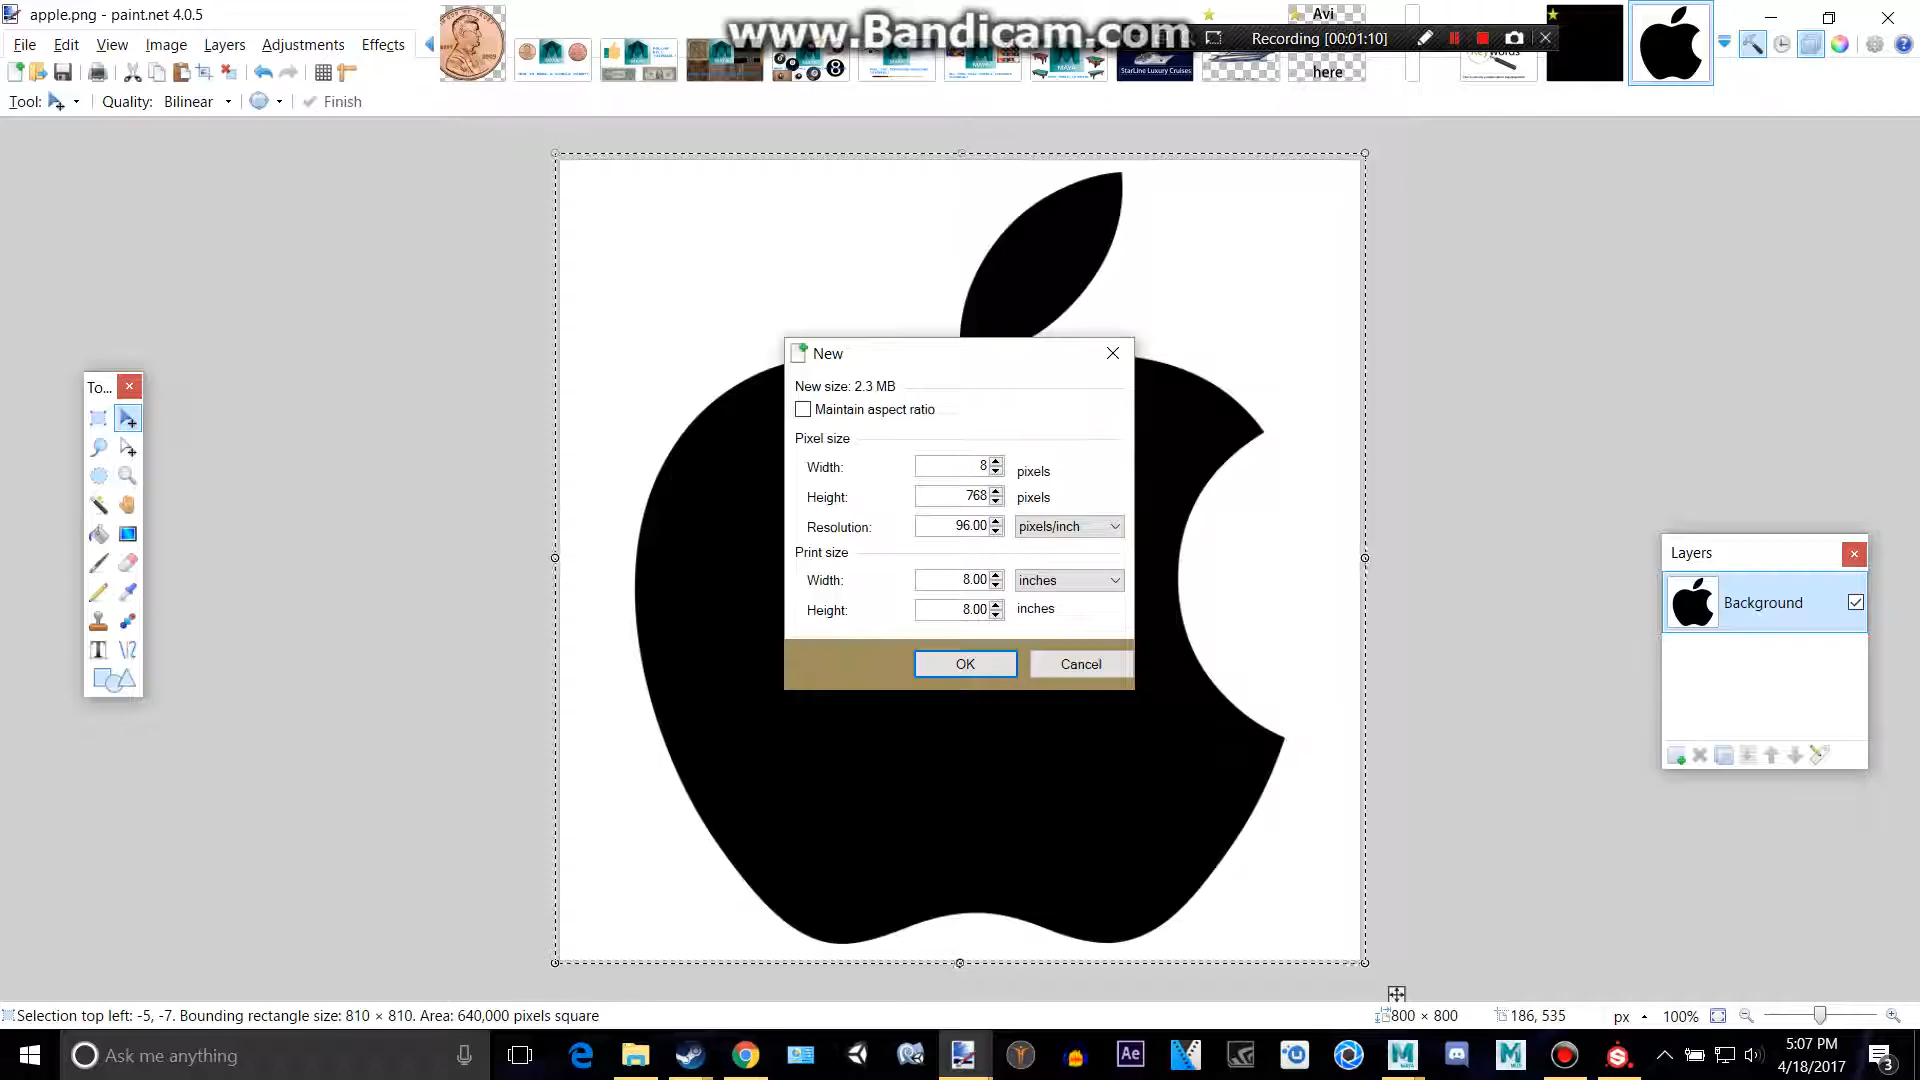 apple.png - paint.net 4.0.5
www.Bandicam.com
Recording [00:01:10]
File Edit View Image Layers Adjustments Effects
Avi
here
StarLine Luxury Cruises
Tool: Quality: Bilinear Finish
To...
New
New size: 2.3 MB
Maintain aspect ratio
Pixel size
Width: 8 pixels
Height: 768 pixels
Resolution: 96.00 pixels/inch
Print size
Width: 8.00 inches
Height: 8.00 inches
OK Cancel
Layers
Background
Selection top left: -5, -7. Bounding rectangle size: 810 × 810. Area: 640,000 pixels square
800 × 800 186, 535 px 100%
Ask me anything
5:07 PM
4/18/2017
3